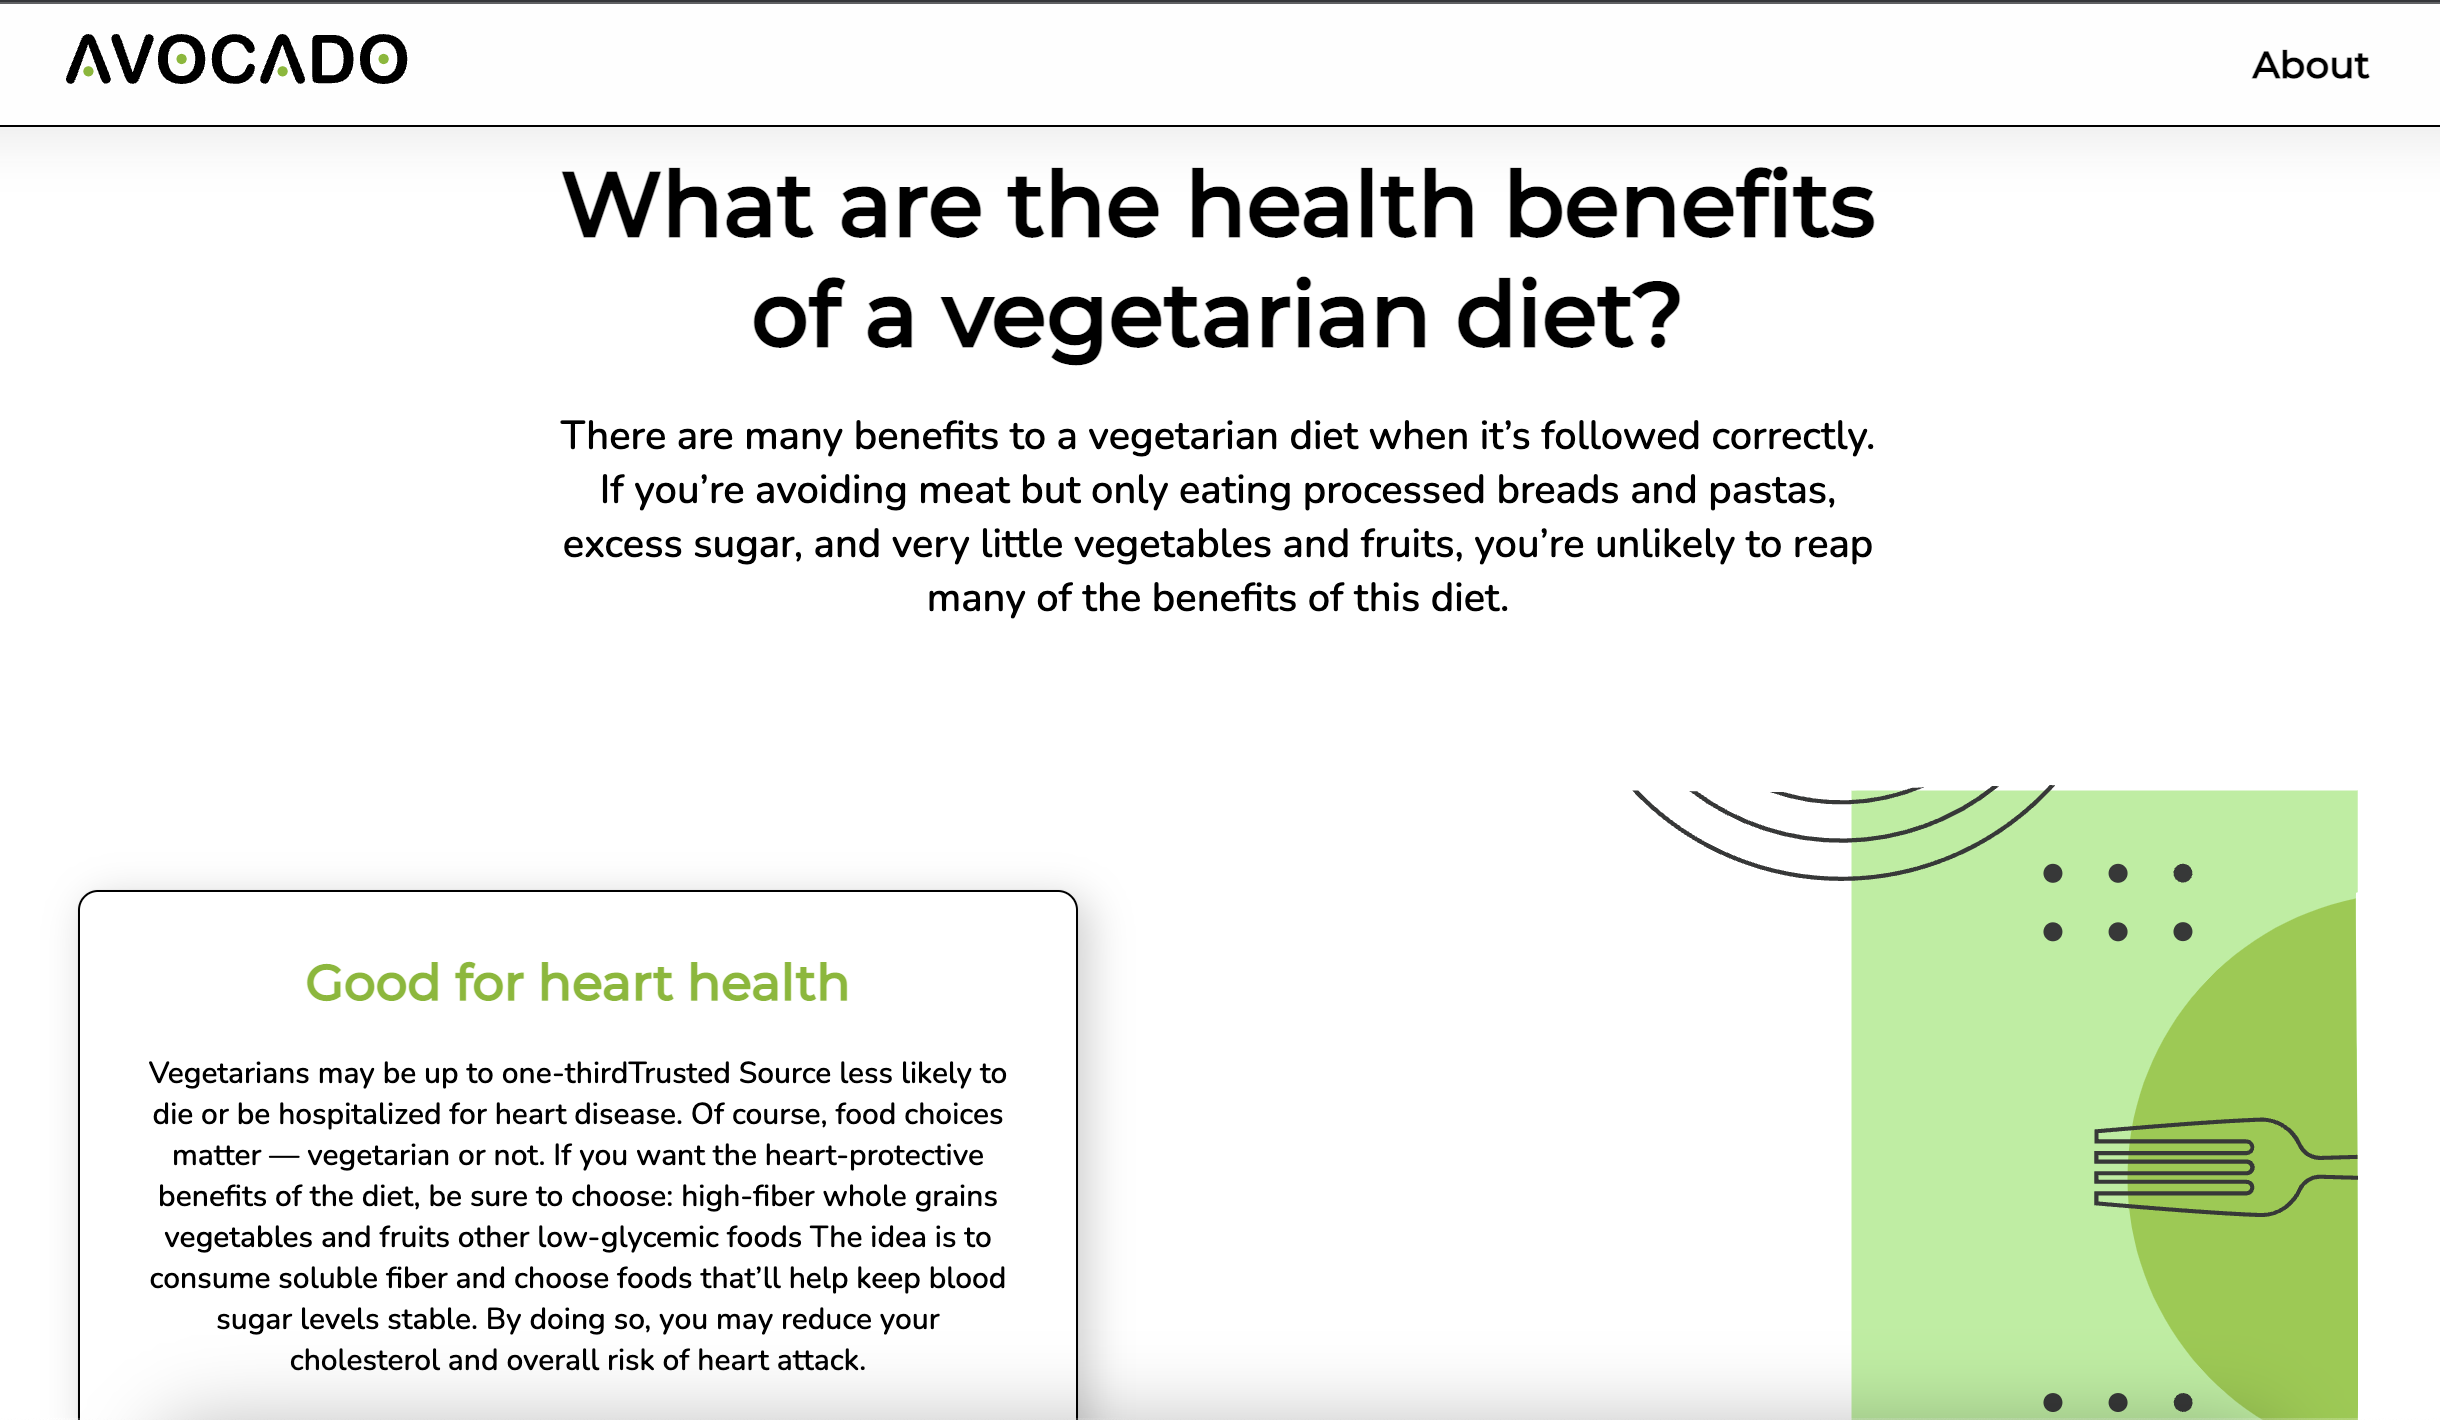 AVOCADO
About
What are the health benefits
of a vegetarian diet?
There are many benefits to a vegetarian diet when it’s followed correctly.
If you’re avoiding meat but only eating processed breads and pastas,
excess sugar, and very little vegetables and fruits, you’re unlikely to reap
many of the benefits of this diet.
Good for heart health
Vegetarians may be up to one-thirdTrusted Source less likely to
die or be hospitalized for heart disease. Of course, food choices
matter — vegetarian or not. If you want the heart-protective
benefits of the diet, be sure to choose: high-fiber whole grains
vegetables and fruits other low-glycemic foods The idea is to
consume soluble fiber and choose foods that’ll help keep blood
sugar levels stable. By doing so, you may reduce your
cholesterol and overall risk of heart attack.